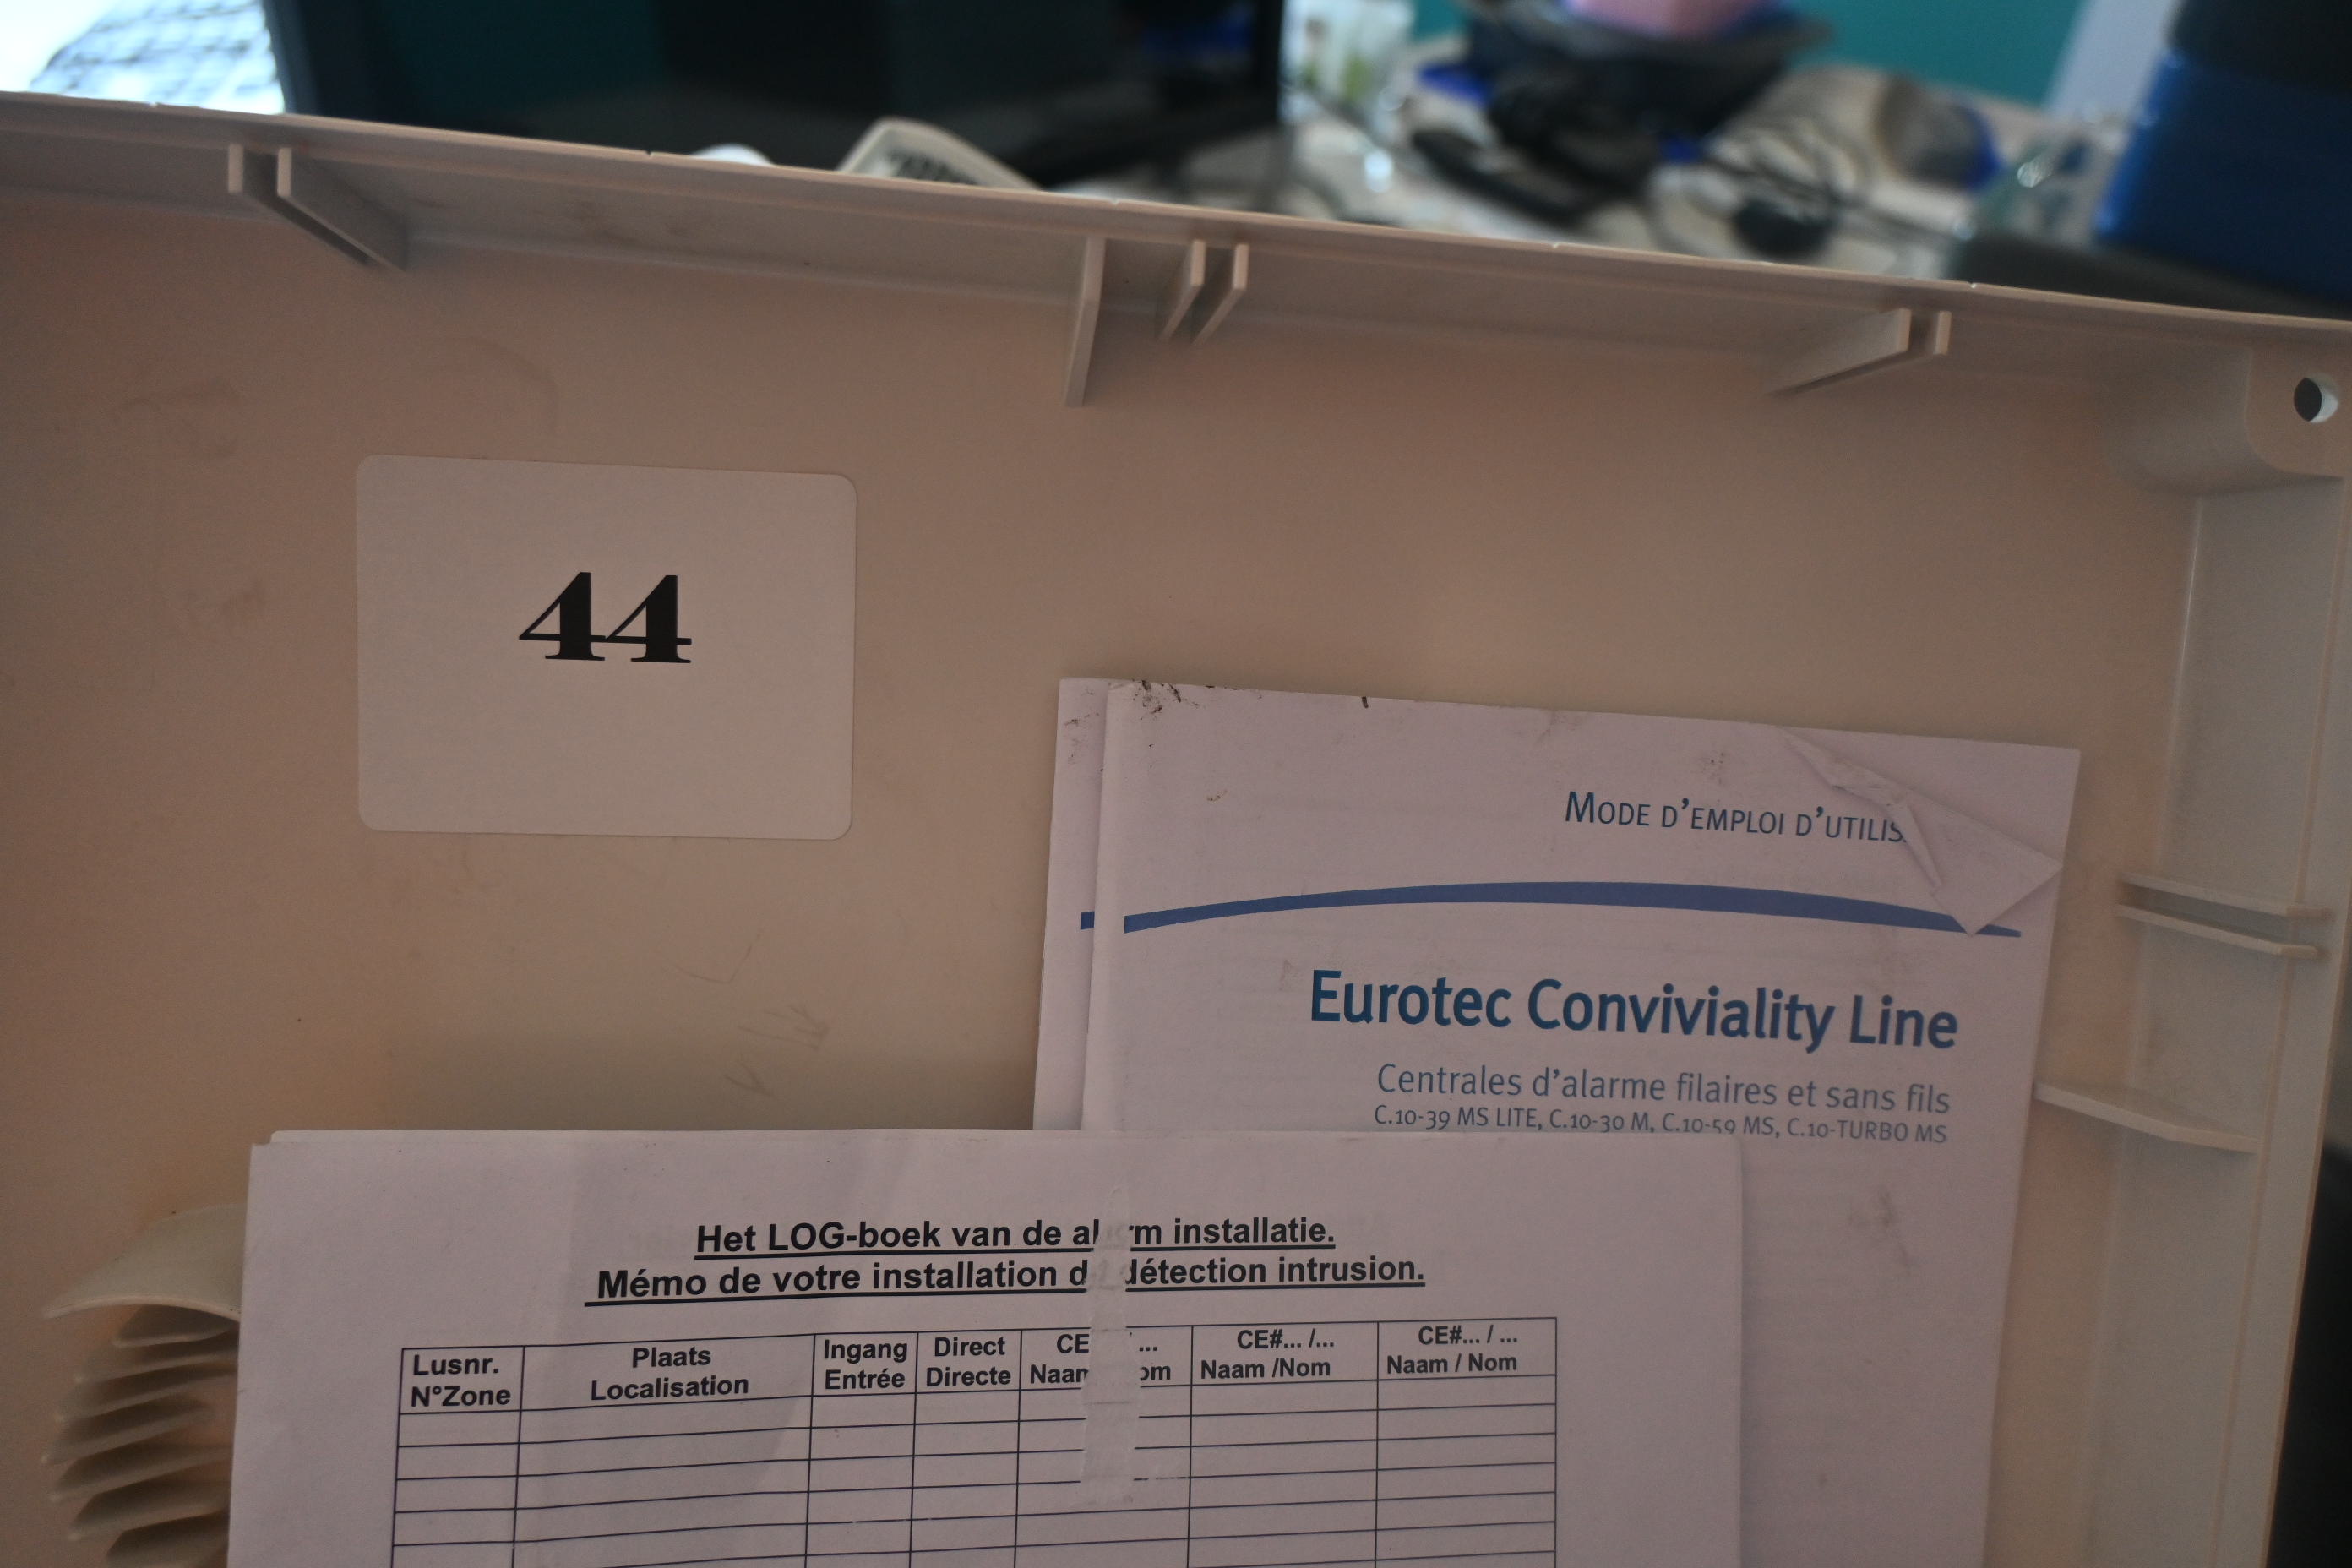 44
MODE D'EMPLOI D'UTILIS
Eurotec Conviviality Line
Centrales d'alarme filaires et sans fils
C.10-39 MS LITE, C.10-30 M, C.10-59 MS, C.10-TURBO MS
Het LOG-boek van de al rm installatie.
Mémo de votre installation d détection intrusion.
Lusnr. Plaats Ingang Direct CE ... CE#... /... CE#... / ...
N°Zone Localisation Entrée Directe Naam om Naam /Nom Naam / Nom